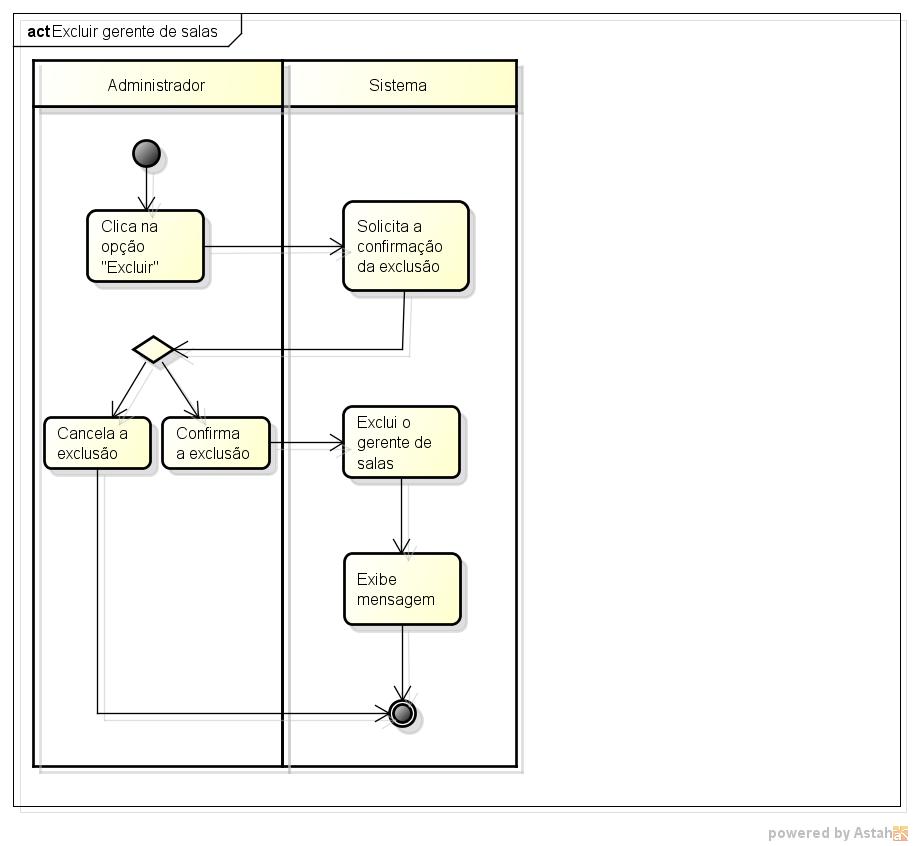 act Excluir gerente de salas
Administrador
Sistema
Clica na
opção
"Excluir"
Solicita a
confirmação
da exclusão
Cancela a
exclusão
Confirma
a exclusão
Exclui o
gerente de
salas
Exibe
mensagem
powered by Astah